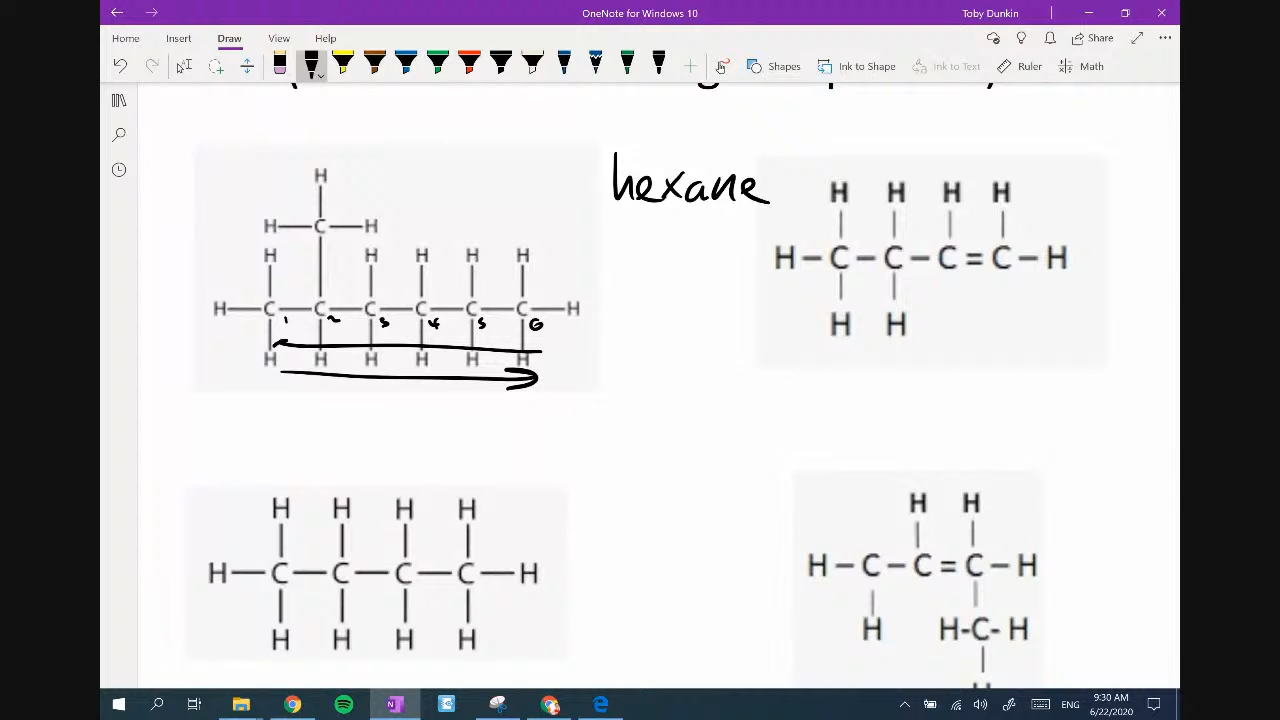 OneNote for Windows 10
Toby Dunkin
Home Insert Draw View Help
Share
Shapes Ink to Shape Ink to Text Ruler Math
hexane
H
H—C—H
H H H H H
H—C—C—C—C—C—C—H
1 2 3 4 5 6
H H H H H H
H H H H
H—C—C—C=C—H
H H
H H H H
H—C—C—C—C—H
H H H H
H H
H—C—C=C—H
H H-C-H
ENG
9:30 AM
6/22/2020